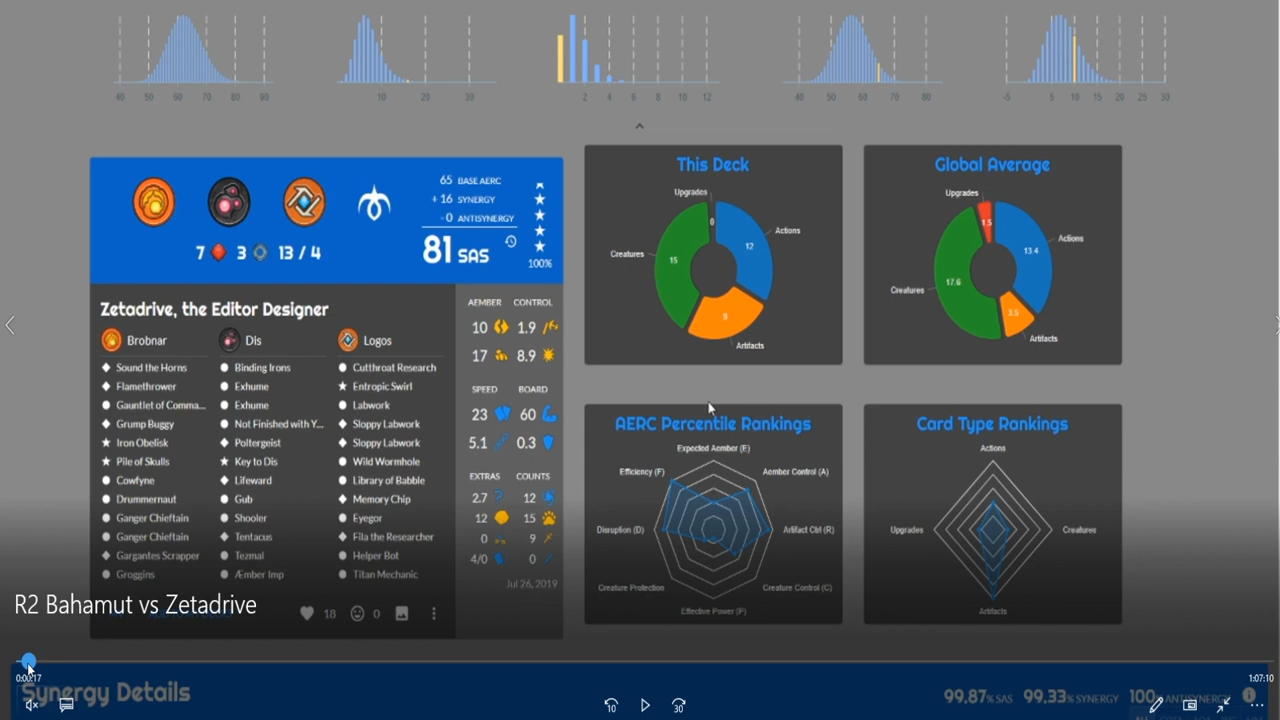 40 50 60 70 80 90
10 20 30
2 4 6 8 10 12
40 50 60 70 80
-5 5 10 15 20 25 30
65 BASE AERC
+ 16 SYNERGY
- 0 ANTISYNERGY
81 SAS
100%
7 3 13 / 4
Zetadrive, the Editor Designer
Brobnar
Sound the Horns
Flamethrower
Gauntlet of Comma...
Grump Buggy
Iron Obelisk
Pile of Skulls
Cowfyne
Drummernaut
Ganger Chieftain
Ganger Chieftain
Gargantes Scrapper
Groggins
Dis
Binding Irons
Exhume
Exhume
Not Finished with Y...
Poltergeist
Key to Dis
Lifeward
Gub
Shooler
Tentacus
Tezmal
Æmber Imp
Logos
Cutthroat Research
Entropic Swirl
Labwork
Sloppy Labwork
Sloppy Labwork
Wild Wormhole
Library of Babble
Memory Chip
Eyegor
Fila the Researcher
Helper Bot
Titan Mechanic
AEMBER CONTROL
10 1.9
17 8.9
SPEED BOARD
23 60
5.1 0.3
EXTRAS COUNTS
2.7 12
12 15
0 9
4/0 0
Jul 26, 2019
18 0
This Deck
Upgrades
0
Actions
12
Creatures
15
Artifacts
9
Global Average
Upgrades
1.5
Actions
13.4
Creatures
17.6
3.5
Artifacts
AERC Percentile Rankings
Expected Aember (E)
Efficiency (F)
Aember Control (A)
Disruption (D)
Artifact Ctrl (R)
Creature Protection
Creature Control (C)
Effective Power (P)
Card Type Rankings
Actions
Upgrades
Creatures
Artifacts
R2 Bahamut vs Zetadrive
0:00:17
1:07:10
Synergy Details
99.87% SAS 99.33% SYNERGY 100% ANTISYNERGY
10 30